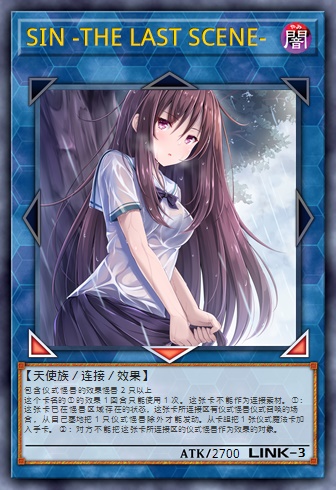 SIN -THE LAST SCENE-
闇
【天使族／连接／效果】
包含仪式怪兽的效果怪兽２只以上
这个卡名的①的效果１回合只能使用１次。这张卡不能作为连接素材。①：
这张卡已在怪兽区域存在的状态，这张卡所连接区有仪式怪兽仪式召唤的场
合，从自己墓地把１只仪式怪兽除外才能发动。从卡组把１张仪式魔法卡加
入手卡。②：对方不能把这张卡所连接区的仪式怪兽作为效果的对象。
ATK/2700 LINK-3